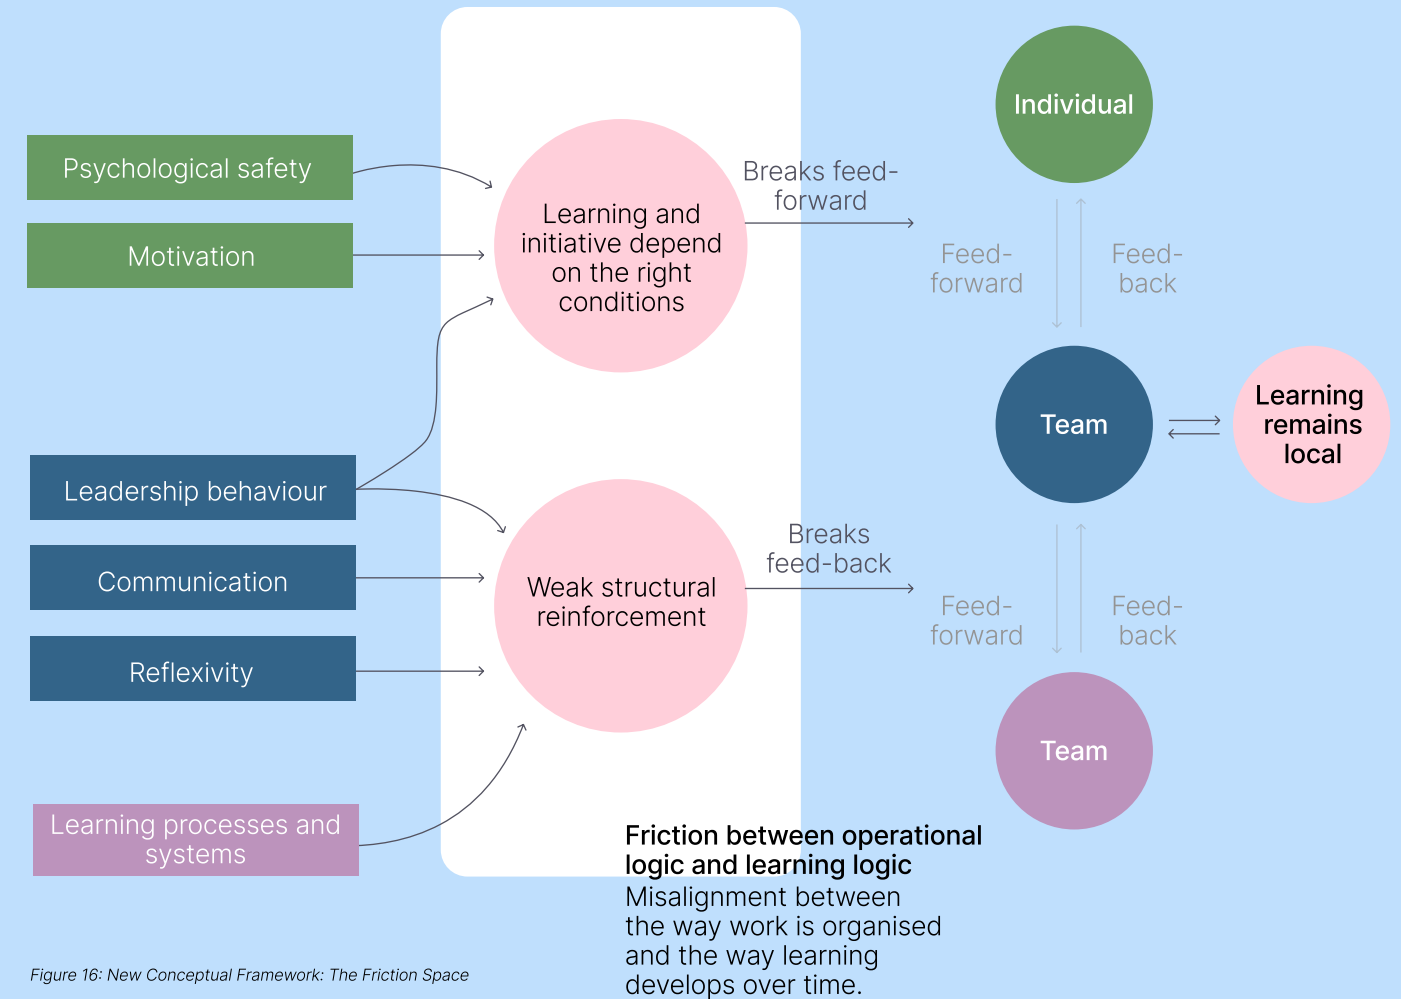 Psychological safety
Motivation
Leadership behaviour
Communication
Reflexivity
Learning processes and
systems
Learning and
initiative depend
on the right
conditions
Weak structural
reinforcement
Breaks feed-
forward
Breaks
feed-back
Individual
Feed-
forward
Feed-
back
Team
Learning
remains
local
Feed-
forward
Feed-
back
Team
Friction between operational
logic and learning logic
Misalignment between
the way work is organised
and the way learning
develops over time.
Figure 16: New Conceptual Framework: The Friction Space